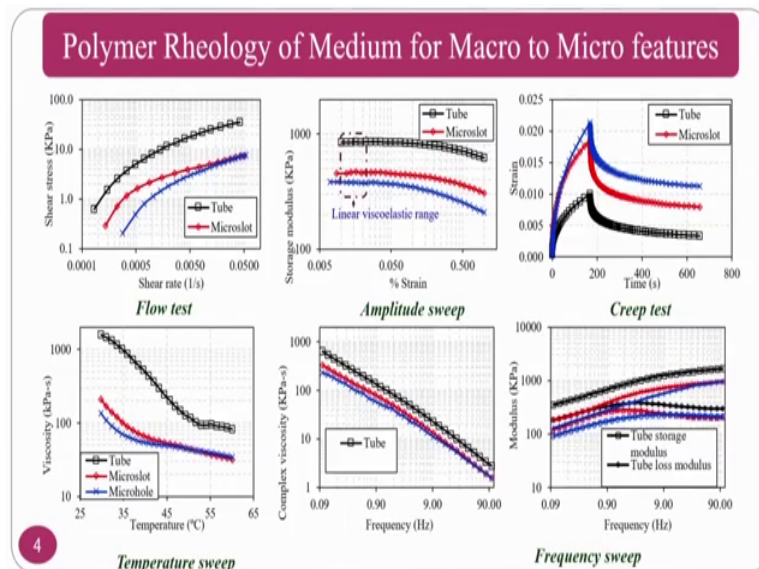 Polymer Rheology of Medium for Macro to Micro features
100.0
10.0
1.0
0.1
0.0001
0.0005
0.0050
0.0500
Shear stress (KPa)
Shear rate (1/s)
Tube
Microslot
Flow test
1000
100
0.005
0.050
0.500
Storage modulus (KPa)
% Strain
Tube
Microslot
Linear viscoelastic range
Amplitude sweep
0.025
0.020
0.015
0.010
0.005
0.000
0
200
400
600
800
Strain
Time (s)
Tube
Microslot
Creep test
1000
100
10
25
35
45
55
65
Viscosity (kPa-s)
Temperature (°C)
Tube
Microslot
Microhole
Temperature sweep
1000
100
10
1
0.09
0.90
9.00
90.00
Complex viscosity (KPa-s)
Frequency (Hz)
Tube
10000
1000
100
10
0.09
0.90
9.00
90.00
Modulus (KPa)
Frequency (Hz)
Tube storage
modulus
Tube loss modulus
Frequency sweep
4